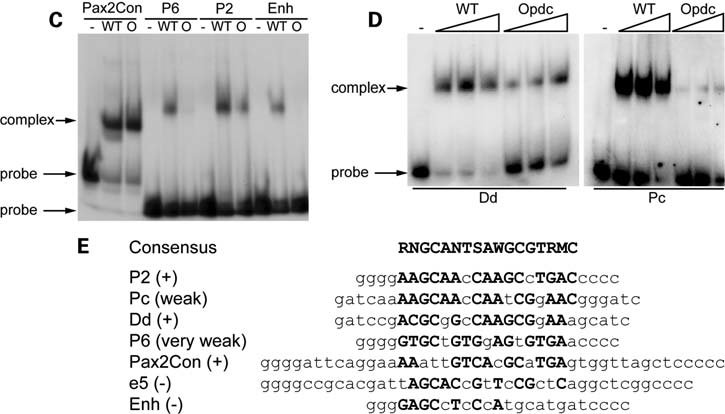 C
Pax2Con P6 P2 Enh
- WT O - WT O - WT O - WT O
complex
probe
probe
D
- WT Opdc - WT Opdc
complex
probe
Dd Pc
E
Consensus RNGCANTSAWGCGTRMC
P2 (+) ggggAAGCAAcCAAGCcTGACcccc
Pc (weak) gatcaaAAGCAAcCAAtCGgAACgggatc
Dd (+) gatccgACGCgGcCAAGCGgAAagcatc
P6 (very weak) ggggGTGCtGTGgAGtGTGAacccc
Pax2Con (+) ggggattcaggaaAAattGTCAcGCaTGAgtggttagctccccc
e5 (-) ggggccgcacgattAGCACcGtTcCGctCaggctcggcccc
Enh (-) gggGAGCcTcCcAtgcatgatcccc